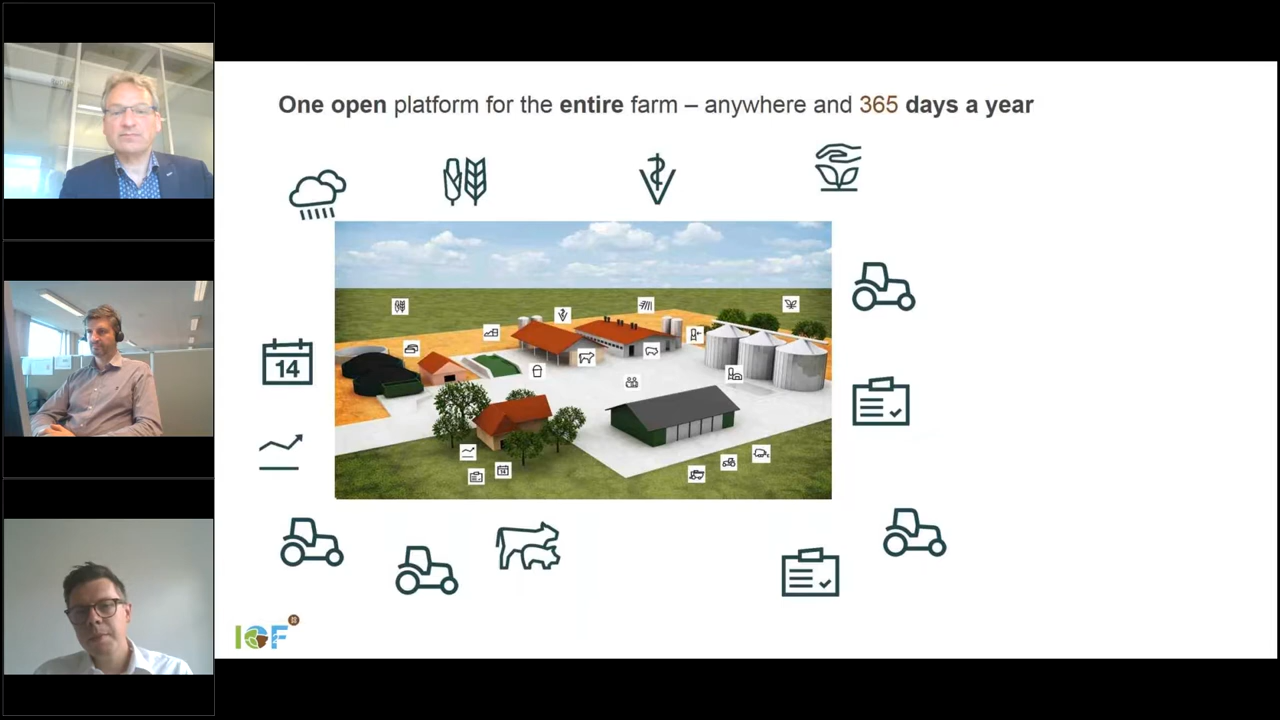 One open platform for the entire farm – anywhere and 365 days a year
14